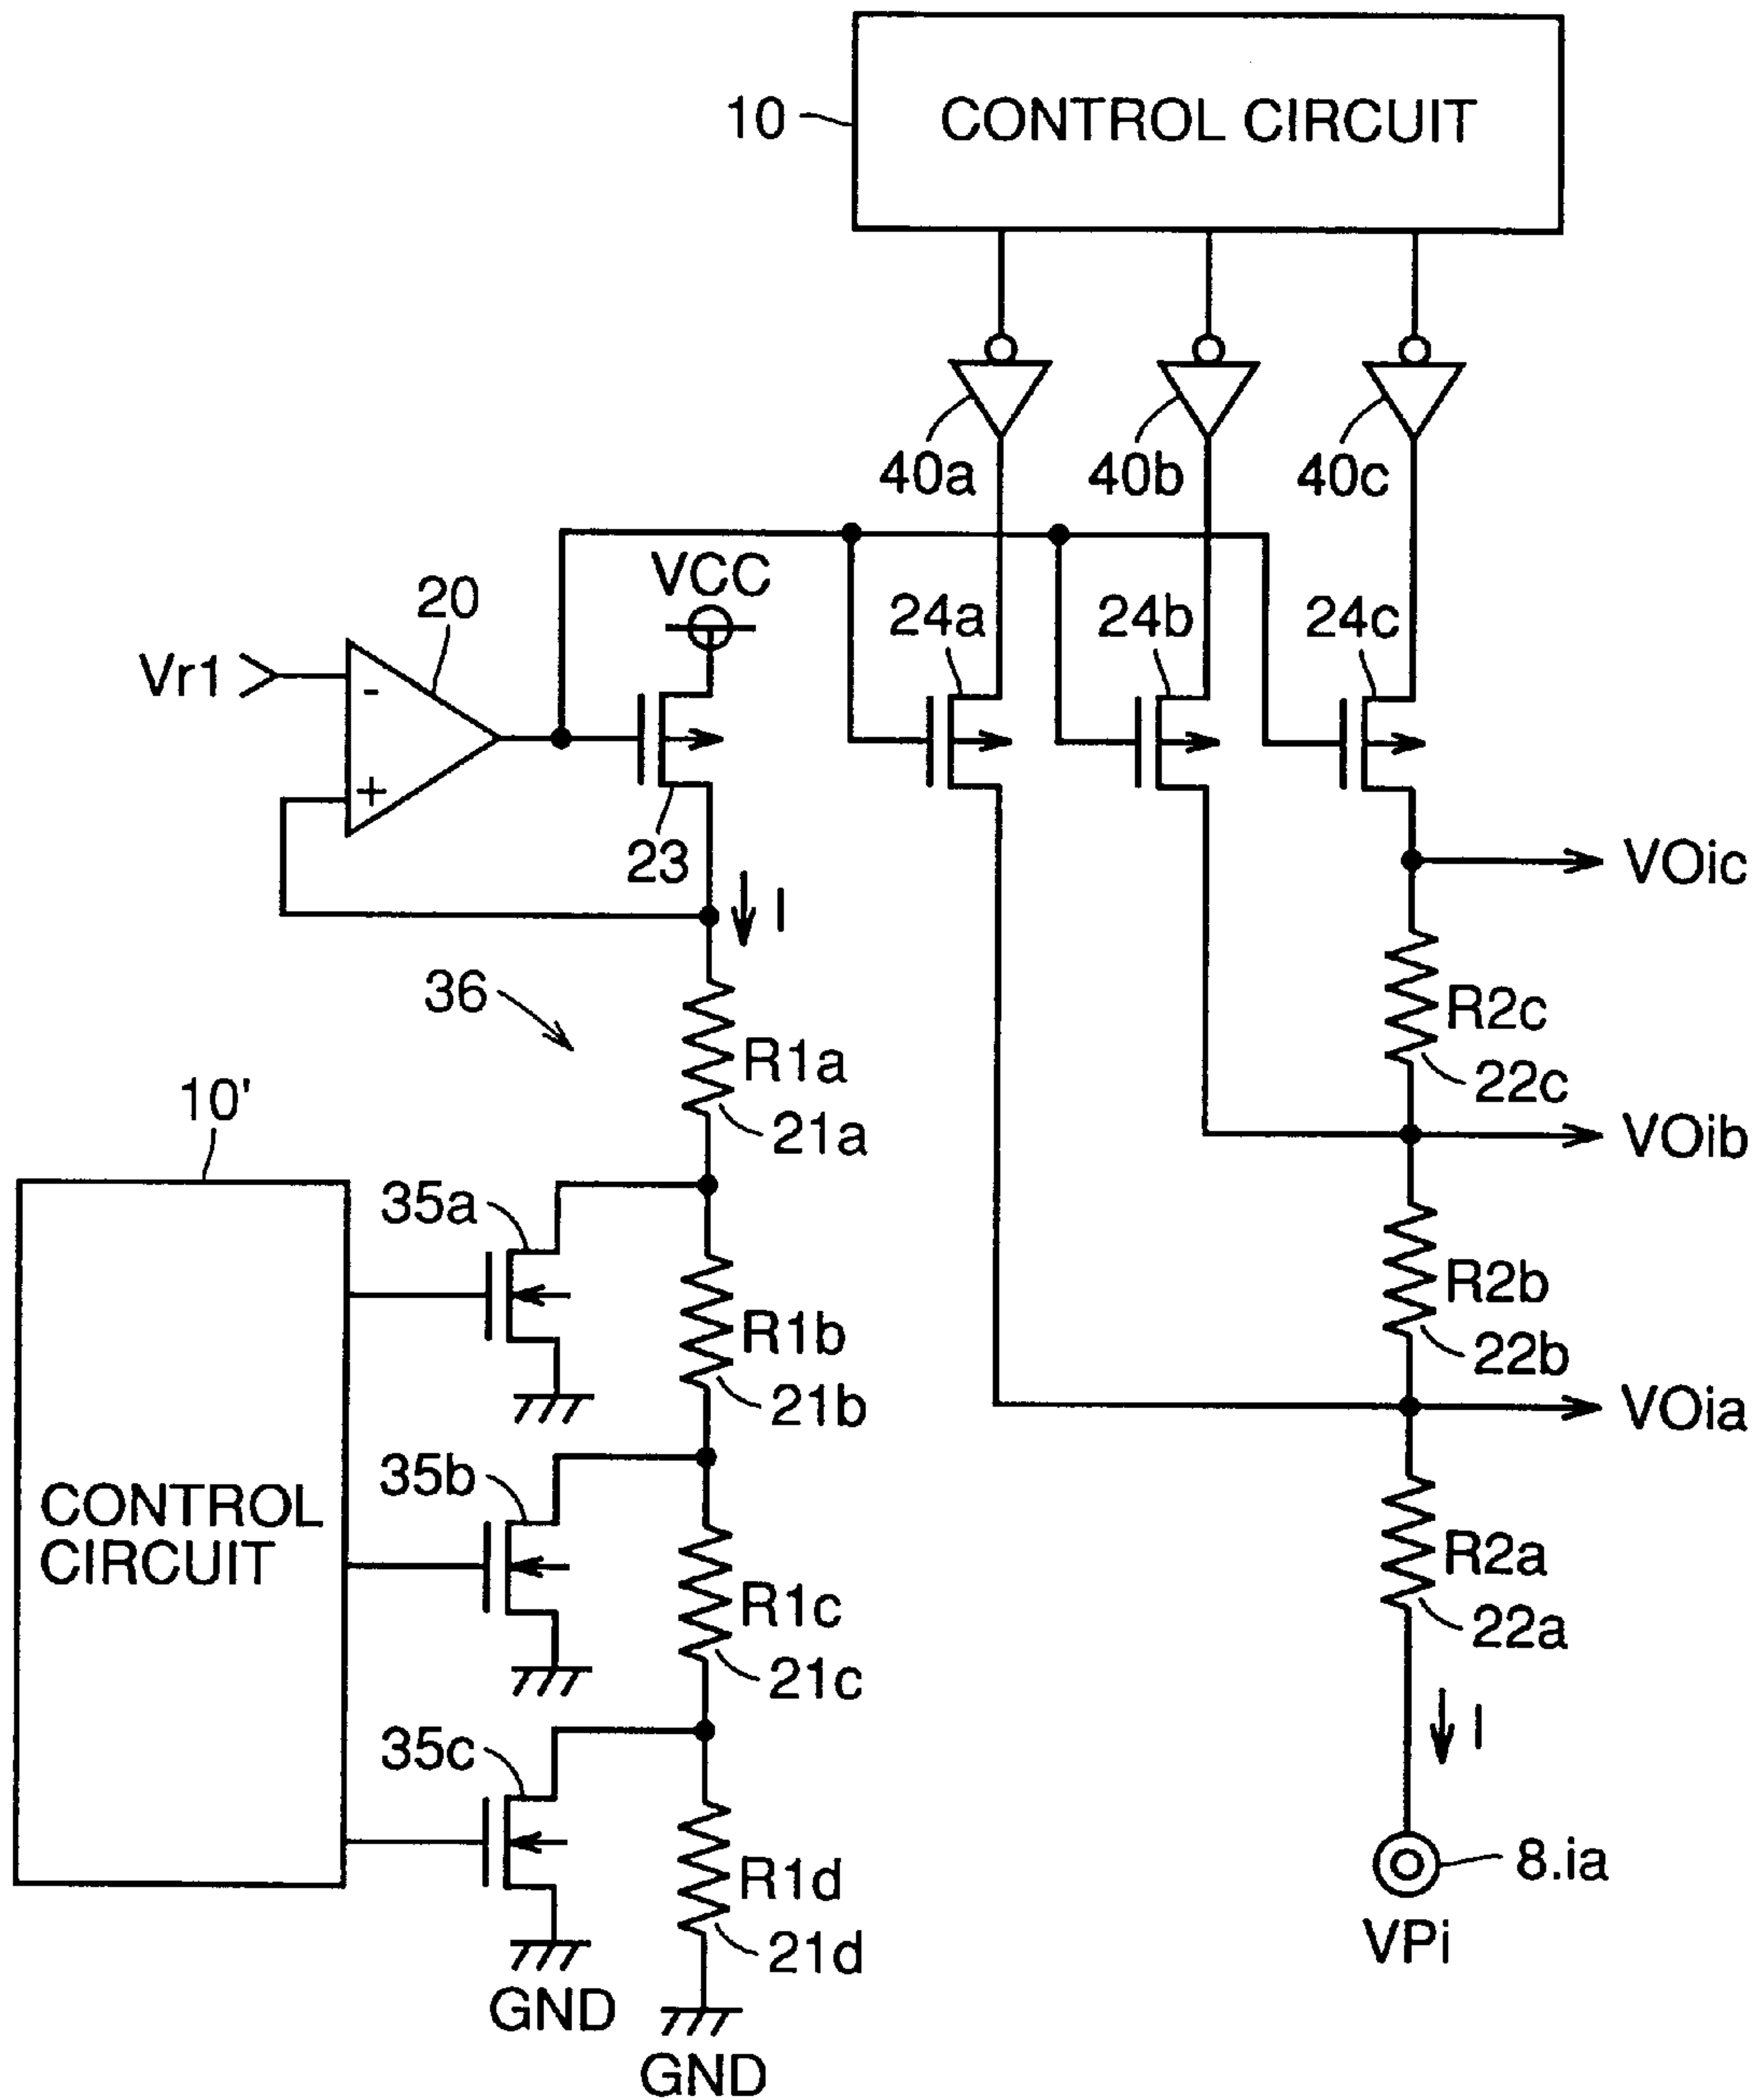 10
CONTROL CIRCUIT
40a
40b
40c
VCC
20
24a
24b
24c
Vr1
-
+
23
I
VOic
36
R1a
21a
R2c
22c
VOib
10'
35a
R1b
21b
R2b
22b
VOia
CONTROL
CIRCUIT
35b
R1c
21c
R2a
22a
I
35c
R1d
21d
8.ia
VPi
GND
GND